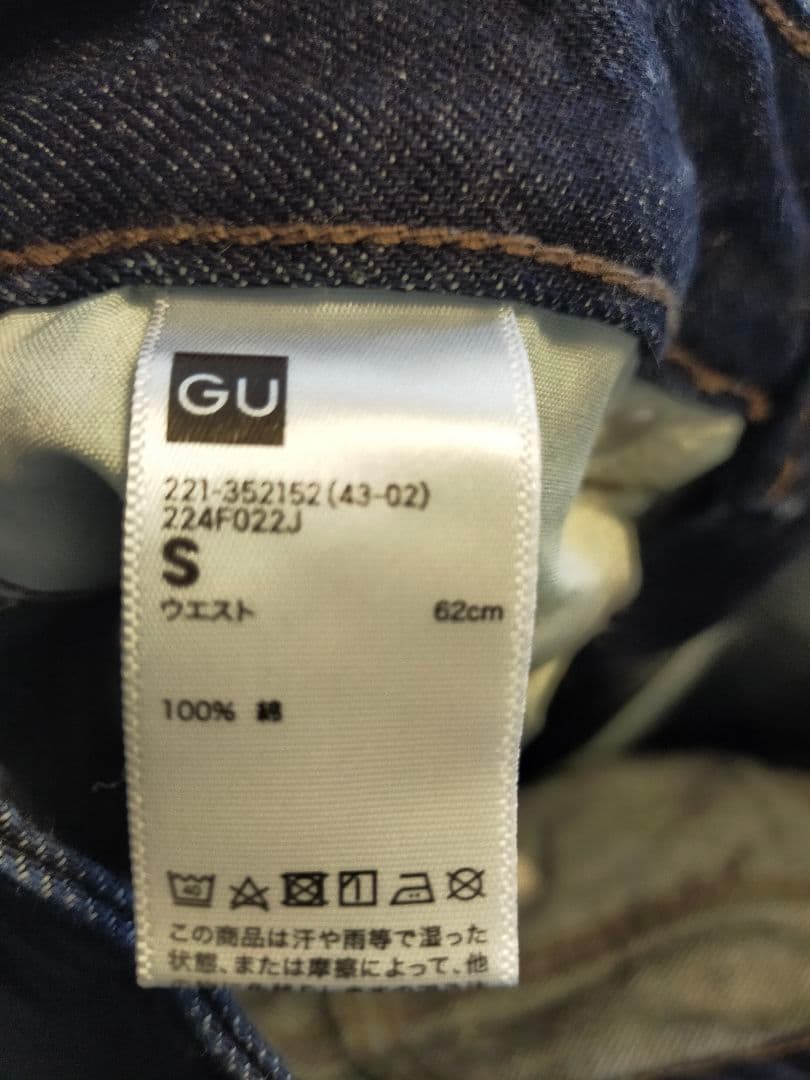 GU
221-352152(43-02)
224F022J
S
ウエスト 62cm
100% 綿
40
この商品は汗や雨等で湿った
状態、または摩擦によって、他